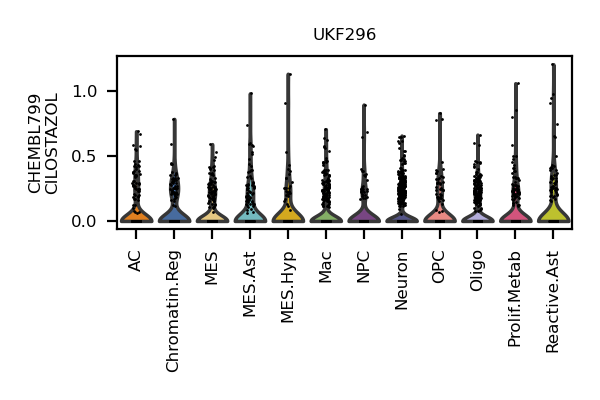 UKF296
CHEMBL799
CILOSTAZOL
1.0
0.5
0.0
AC
Chromatin.Reg
MES
MES.Ast
MES.Hyp
Mac
NPC
Neuron
OPC
Oligo
Prolif.Metab
Reactive.Ast